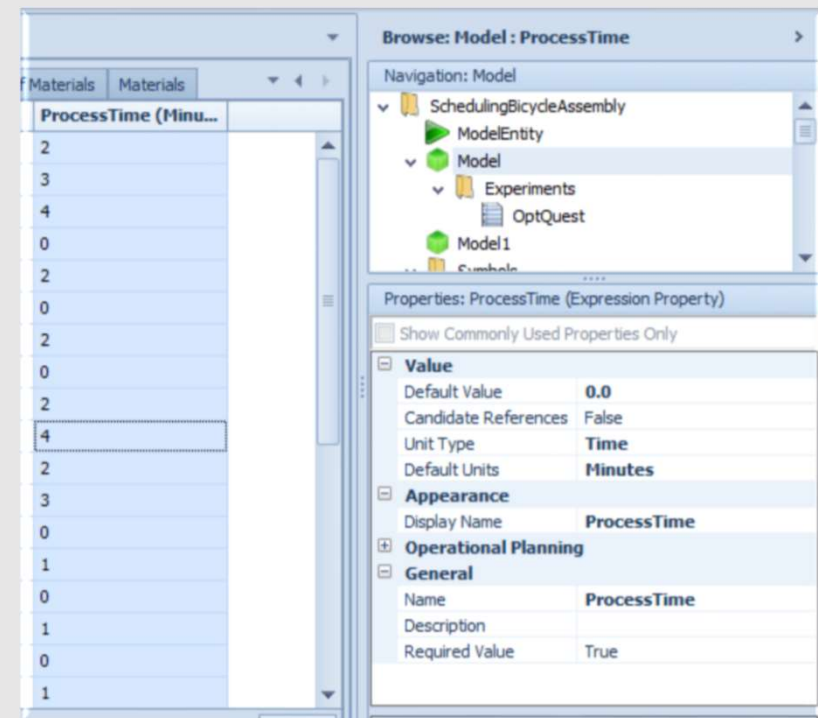 f Materials
Materials
ProcessTime (Minu...
2
3
4
0
2
0
2
0
2
4
2
3
0
1
0
1
0
1
Browse: Model : ProcessTime
Navigation: Model
SchedulingBicycleAssembly
ModelEntity
Model
Experiments
OptQuest
Model1
Symbols
Properties: ProcessTime (Expression Property)
Show Commonly Used Properties Only
Value
Default Value 0.0
Candidate References False
Unit Type Time
Default Units Minutes
Appearance
Display Name ProcessTime
Operational Planning
General
Name ProcessTime
Description
Required Value True